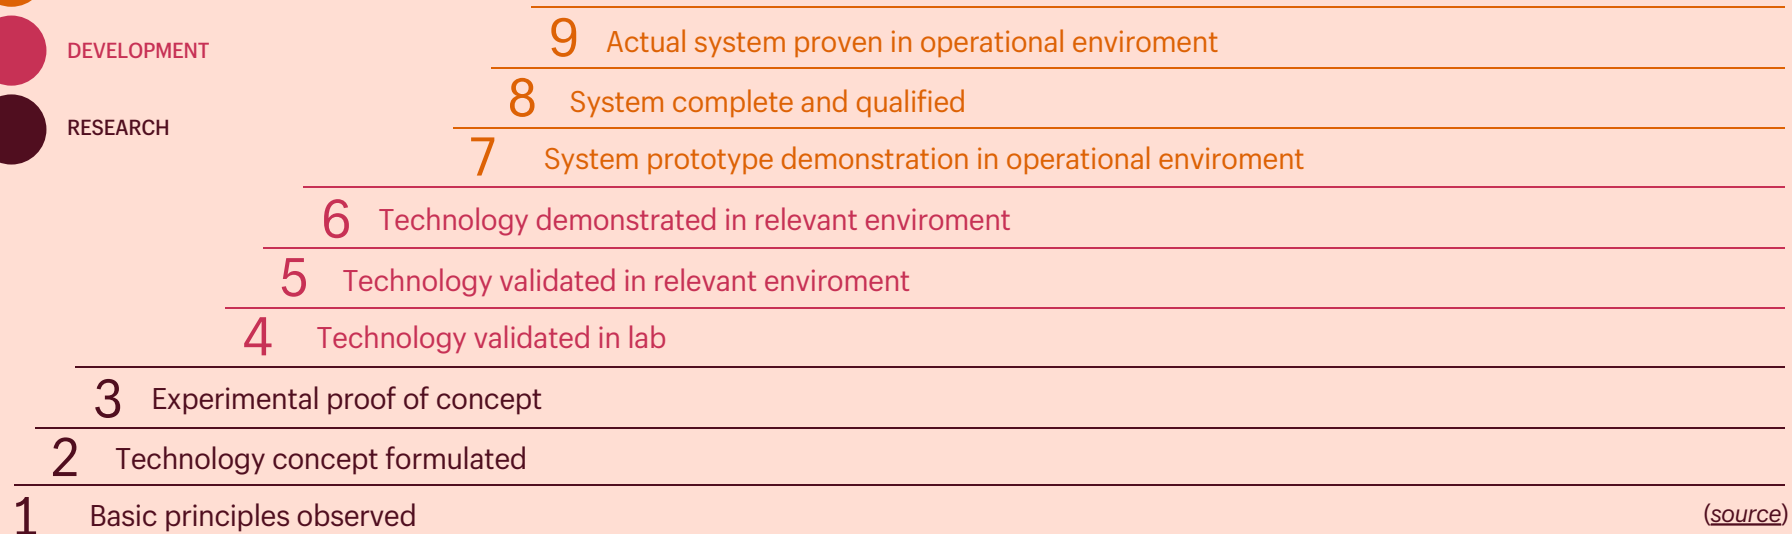 DEVELOPMENT
RESEARCH
9 Actual system proven in operational enviroment
8 System complete and qualified
7 System prototype demonstration in operational enviroment
6 Technology demonstrated in relevant enviroment
5 Technology validated in relevant enviroment
4 Technology validated in lab
3 Experimental proof of concept
2 Technology concept formulated
1 Basic principles observed
(source)